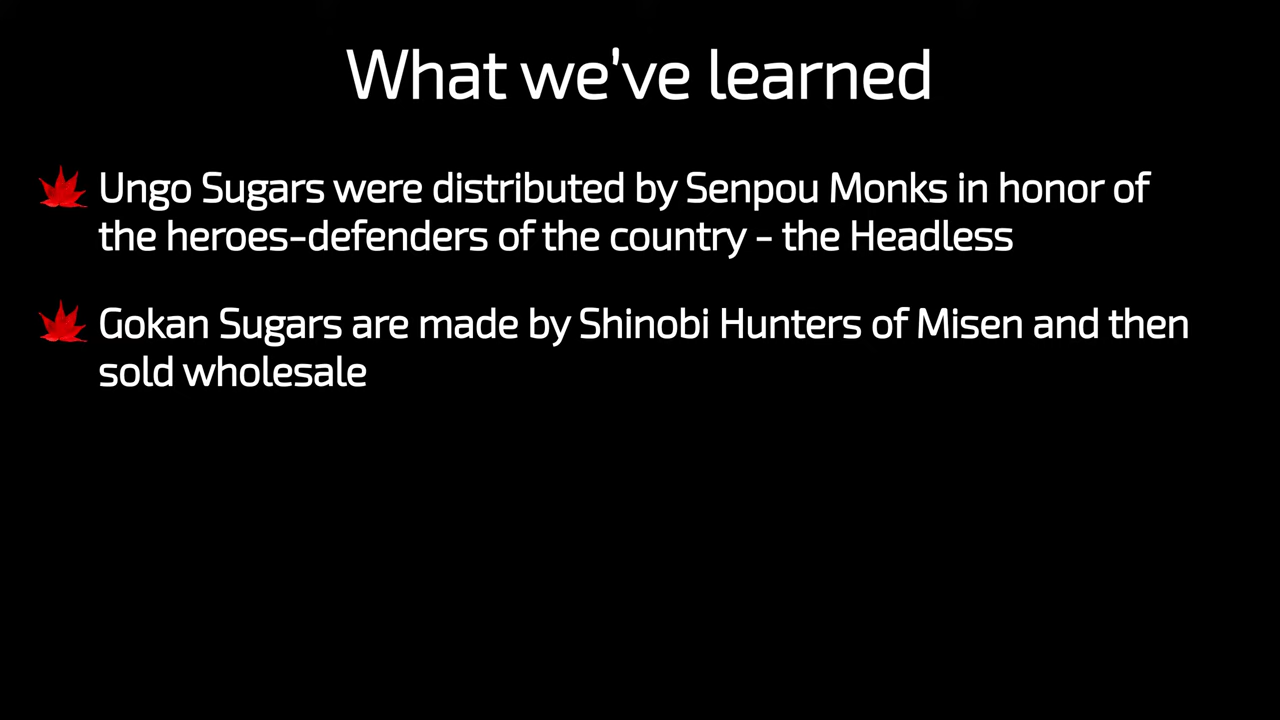 What we've learned
Ungo Sugars were distributed by Senpou Monks in honor of
the heroes-defenders of the country - the Headless
Gokan Sugars are made by Shinobi Hunters of Misen and then
sold wholesale